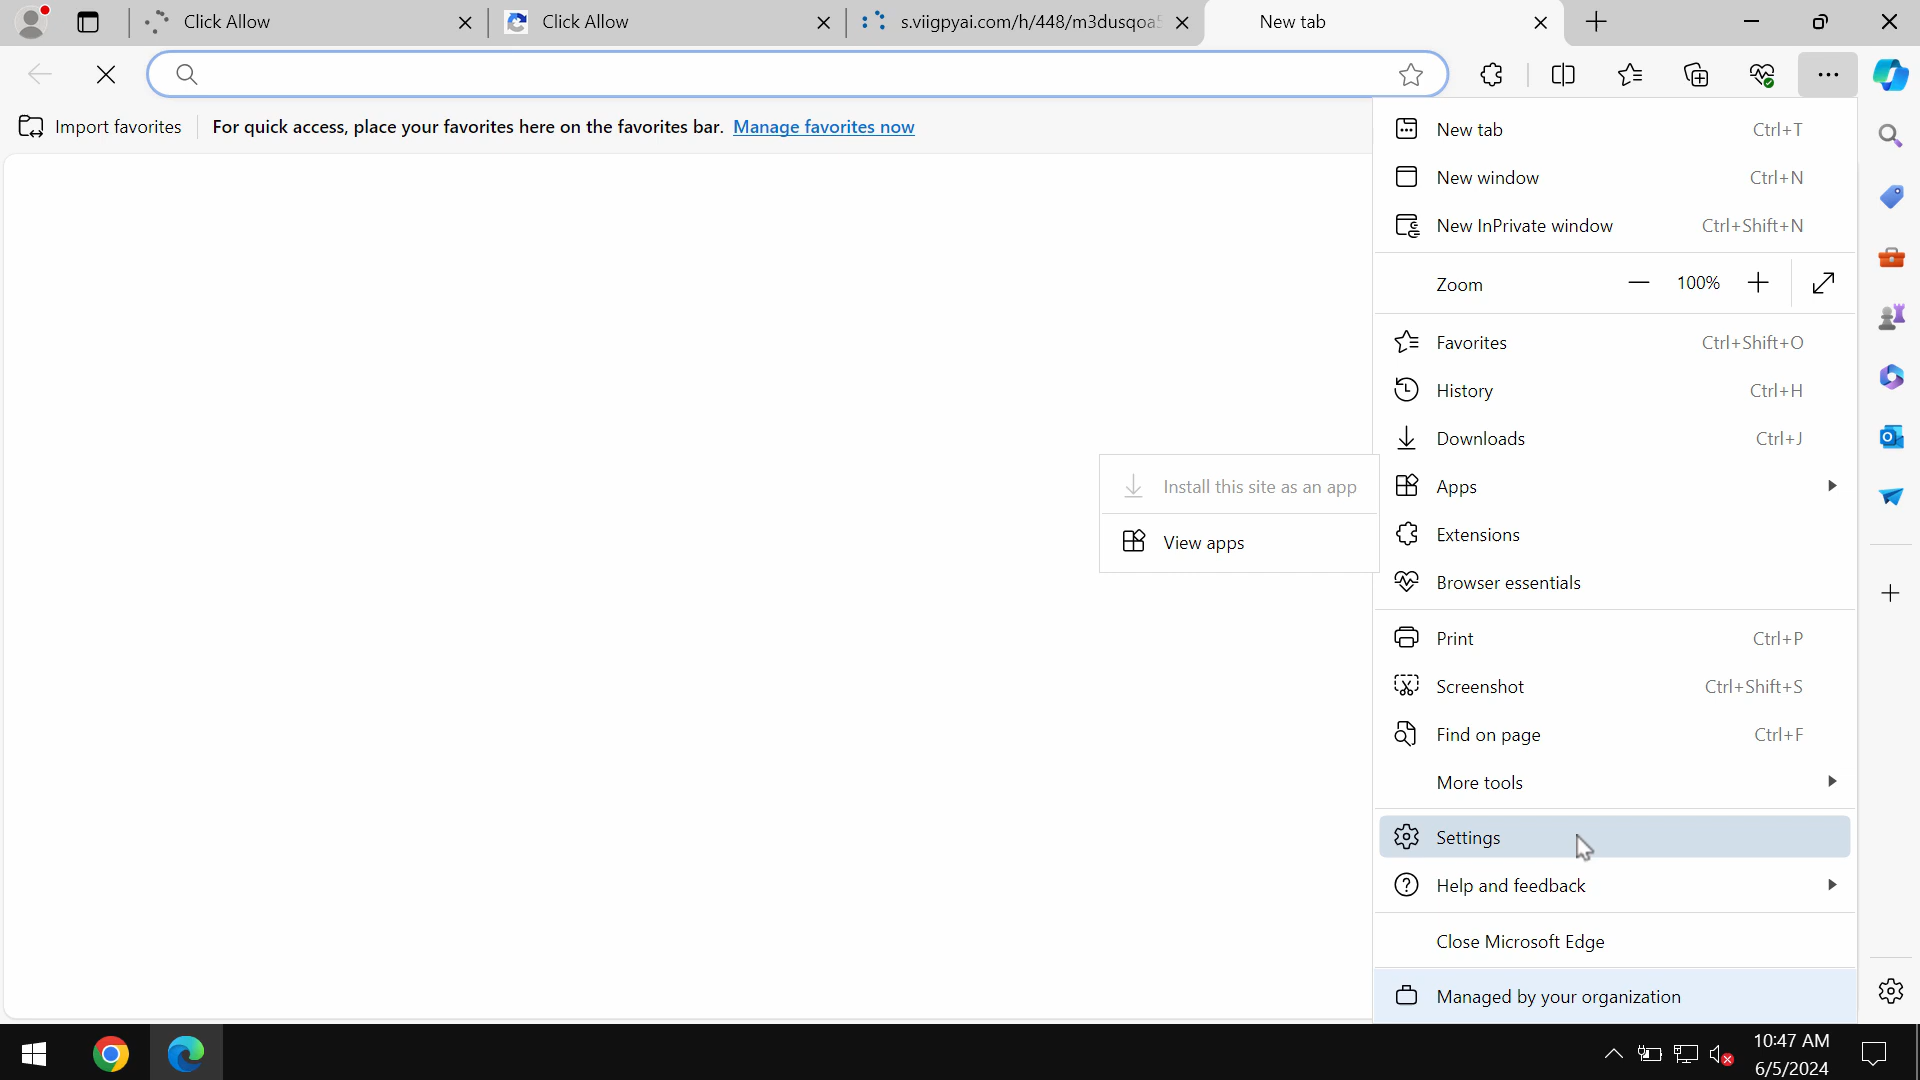 Click Allow
Click Allow
s.viigpyai.com/h/448/m3dusqoa
New tab
Import favorites
For quick access, place your favorites here on the favorites bar. Manage favorites now
New tab Ctrl+T
New window Ctrl+N
New InPrivate window Ctrl+Shift+N
Zoom 100%
Favorites Ctrl+Shift+O
History Ctrl+H
Downloads Ctrl+J
Install this site as an app
Apps
View apps
Extensions
Browser essentials
Print Ctrl+P
Screenshot Ctrl+Shift+S
Find on page Ctrl+F
More tools
Settings
Help and feedback
Close Microsoft Edge
Managed by your organization
10:47 AM
6/5/2024